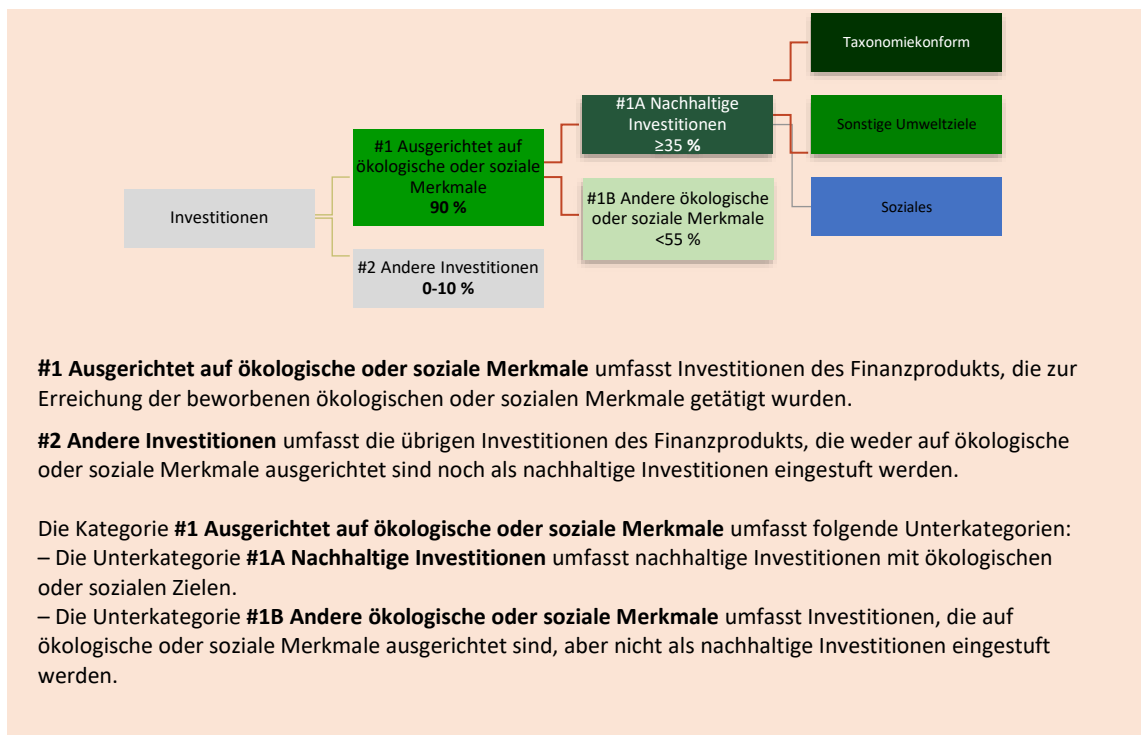 Taxonomiekonform
#1A Nachhaltige
Investitionen
≥35 %
Sonstige Umweltziele
#1 Ausgerichtet auf
ökologische oder soziale
Merkmale
90 %
#1B Andere ökologische
oder soziale Merkmale
<55 %
Soziales
Investitionen
#2 Andere Investitionen
0-10 %
#1 Ausgerichtet auf ökologische oder soziale Merkmale umfasst Investitionen des Finanzprodukts, die zur
Erreichung der beworbenen ökologischen oder sozialen Merkmale getätigt wurden.
#2 Andere Investitionen umfasst die übrigen Investitionen des Finanzprodukts, die weder auf ökologische
oder soziale Merkmale ausgerichtet sind noch als nachhaltige Investitionen eingestuft werden.
Die Kategorie #1 Ausgerichtet auf ökologische oder soziale Merkmale umfasst folgende Unterkategorien:
– Die Unterkategorie #1A Nachhaltige Investitionen umfasst nachhaltige Investitionen mit ökologischen
oder sozialen Zielen.
– Die Unterkategorie #1B Andere ökologische oder soziale Merkmale umfasst Investitionen, die auf
ökologische oder soziale Merkmale ausgerichtet sind, aber nicht als nachhaltige Investitionen eingestuft
werden.